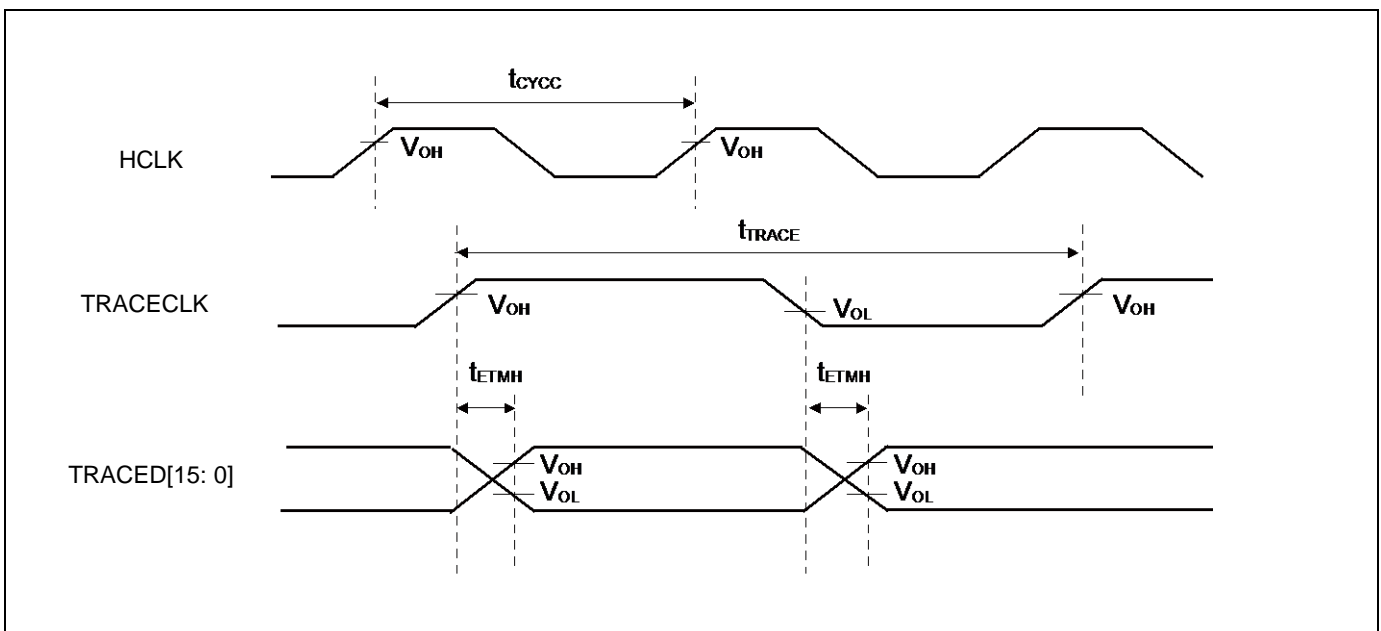 tCYCC
HCLK
VOH
VOH
tTRACE
TRACECLK
VOH
VOL
VOH
tETMH
tETMH
TRACED[15: 0]
VOH
VOH
VOL
VOL